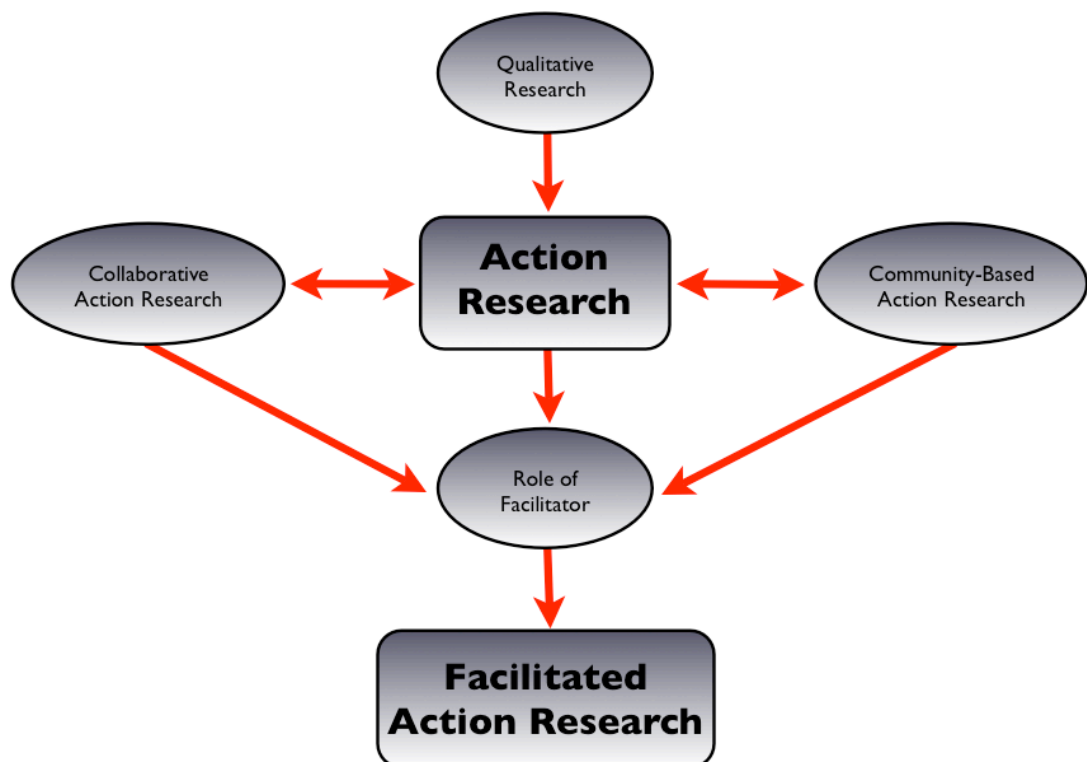 Qualitative
Research
Action
Research
Collaborative
Action Research
Community-Based
Action Research
Role of
Facilitator
Facilitated
Action Research